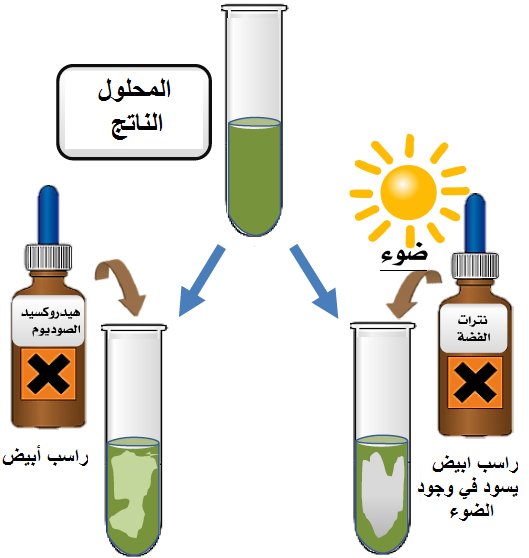 المحلول
الناتج
ضوء
نترات
الفضة
راسب ابيض
يسود في وجود
الضوء
هيدروكسيد
الصوديوم
راسب أبيض